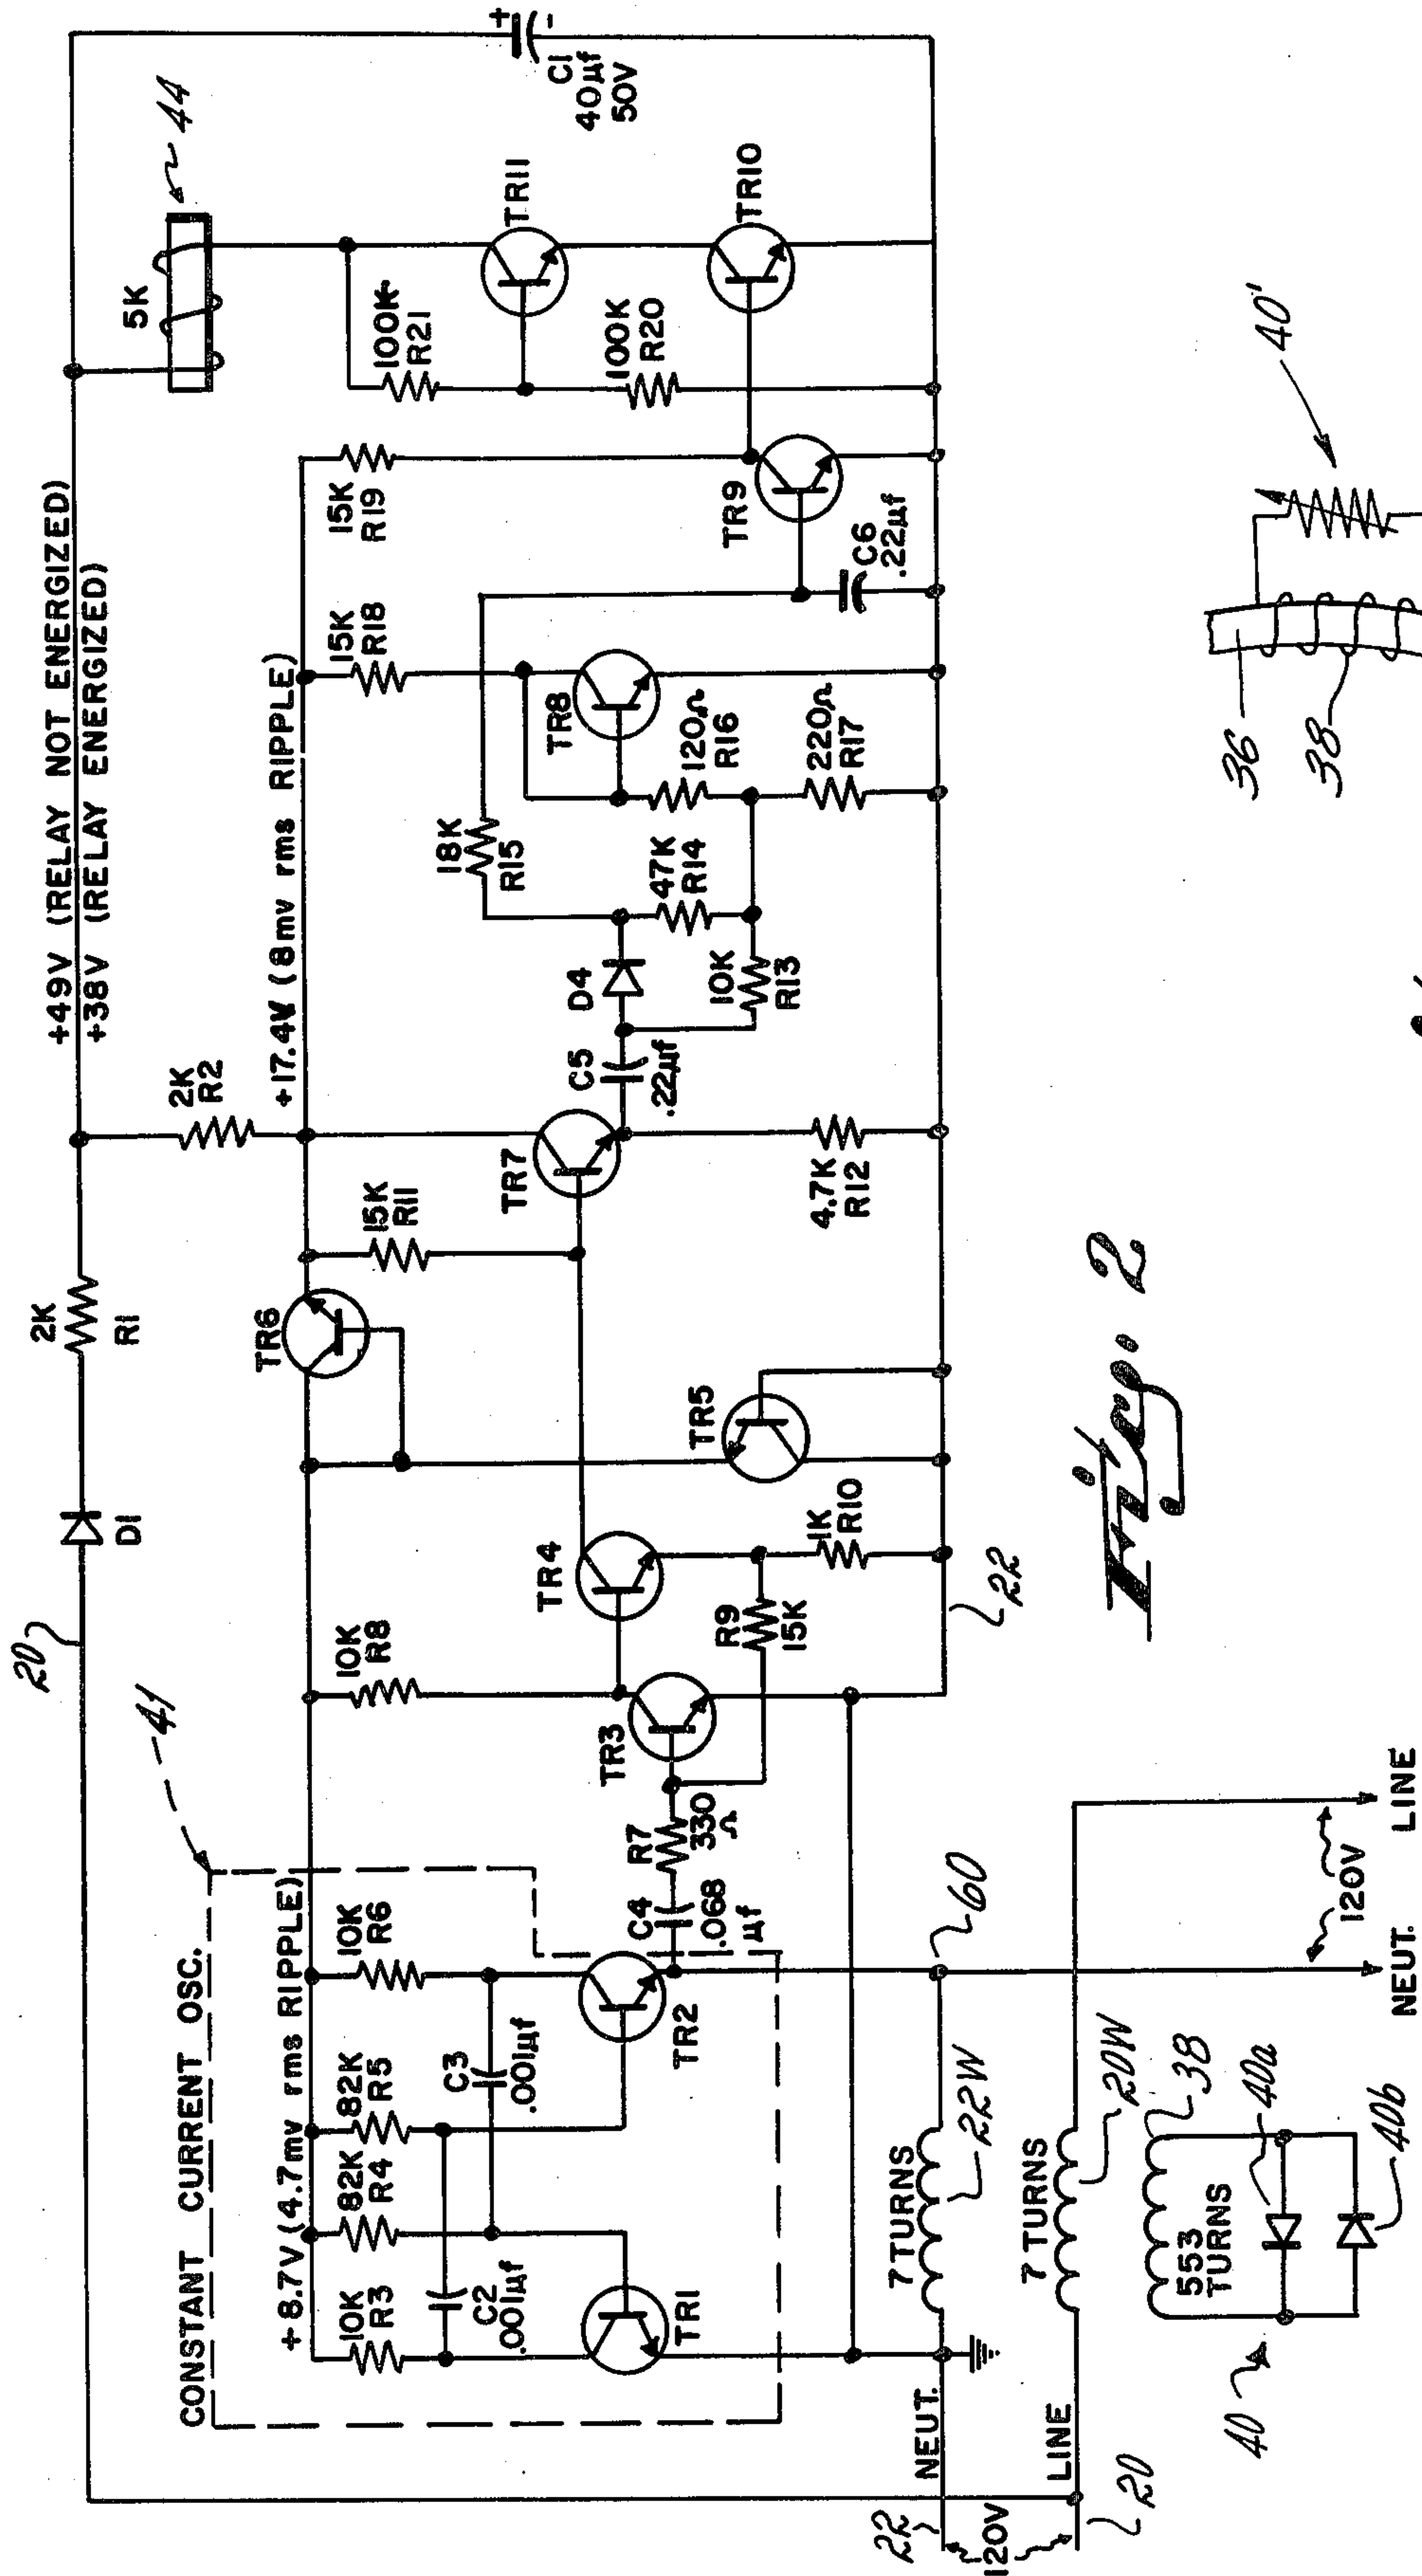 +49V (RELAY NOT ENERGIZED)
+38V (RELAY ENERGIZED)
20
D1
2K
R1
2K
R2
5K
44
+
-
C1
40µf
50V
41
CONSTANT CURRENT OSC.
+8.7V (4.7mv rms RIPPLE)
+17.4V (8mv rms RIPPLE)
10K
R3
82K
R4
82K
R5
10K
R6
C2
.001µf
C3
.001µf
TR1
TR2
C4
.068
µf
R7
330
Ω
10K
R8
TR3
TR4
R9
15K
1K
R10
TR5
TR6
15K
R11
TR7
4.7K
R12
C5
.22µf
D4
10K
R13
47K
R14
18K
R15
TR8
120Ω
R16
220Ω
R17
15K
R18
15K
R19
TR9
C6
.22µf
100K
R21
100K
R20
TR11
TR10
22
NEUT.
22
120V
LINE
20
7 TURNS
22W
60
7 TURNS
20W
553
TURNS
38
40
40a
40b
120V
NEUT.
LINE
Fig. 2
36
38
40'